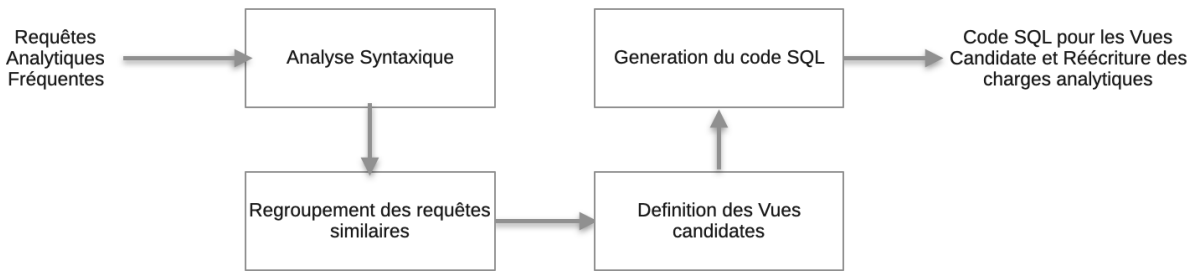 Requêtes
Analytiques
Fréquentes
Analyse Syntaxique
Generation du code SQL
Code SQL pour les Vues
Candidate et Réécriture des
charges analytiques
Regroupement des requêtes
similaires
Definition des Vues
candidates